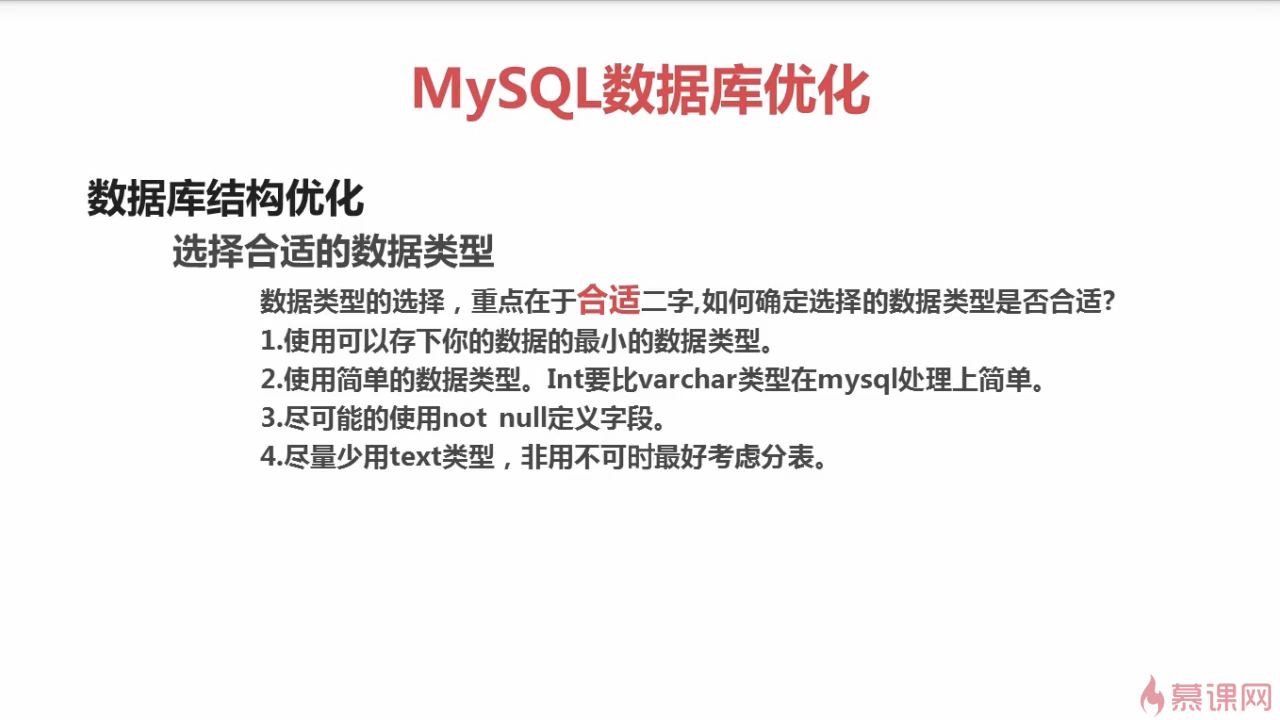 MySQL数据库优化
数据库结构优化
选择合适的数据类型
数据类型的选择，重点在于合适二字,如何确定选择的数据类型是否合适?
1.使用可以存下你的数据的最小的数据类型。
2.使用简单的数据类型。Int要比varchar类型在mysql处理上简单。
3.尽可能的使用not null定义字段。
4.尽量少用text类型，非用不可时最好考虑分表。
慕课网